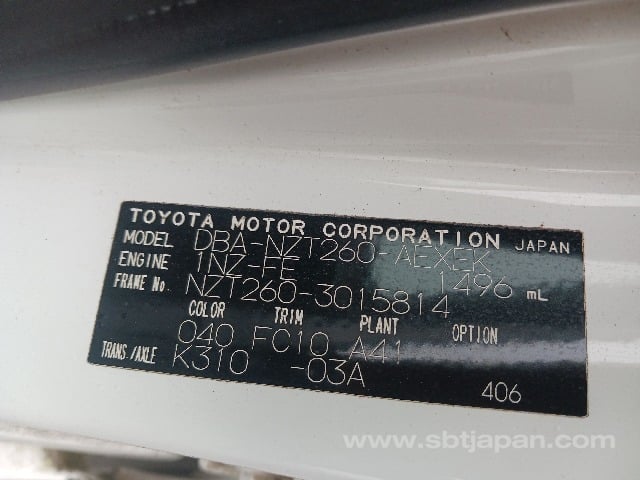 TOYOTA MOTOR CORPORATION JAPAN
MODEL DBA-NZT260-AEXEK
ENGINE 1NZ-FE 1496 mL
FRAME No. NZT260-3015814
COLOR TRIM PLANT OPTION
040 FC10 A41
TRANS./AXLE K310 -03A
406
www.sbtjapan.com